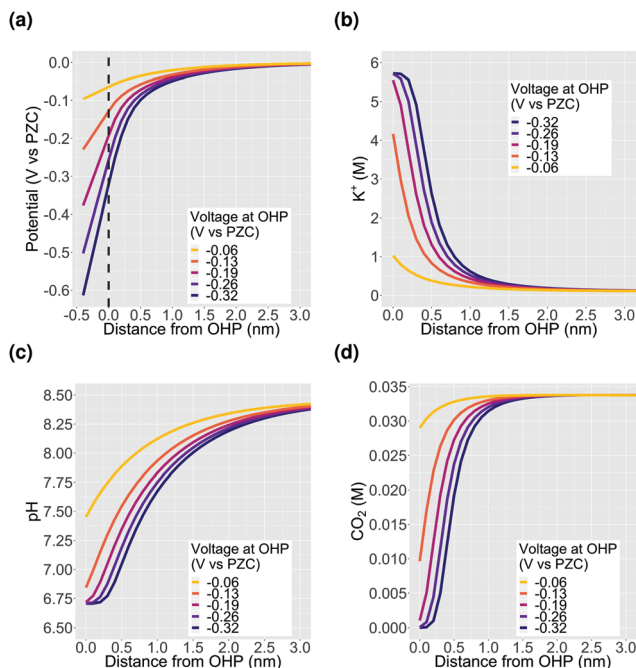 (a)
0.0
-0.1
-0.2
-0.3
-0.4
-0.5
-0.6
Potential (V vs PZC)
Voltage at OHP
(V vs PZC)
-0.06
-0.13
-0.19
-0.26
-0.32
-0.5 0.0 0.5 1.0 1.5 2.0 2.5 3.0
Distance from OHP (nm)
(b)
6
5
4
3
2
1
0
K+ (M)
Voltage at OHP
(V vs PZC)
-0.32
-0.26
-0.19
-0.13
-0.06
0.0 0.5 1.0 1.5 2.0 2.5 3.0
Distance from OHP (nm)
(c)
8.50
8.25
8.00
7.75
7.50
7.25
7.00
6.75
6.50
pH
Voltage at OHP
(V vs PZC)
-0.06
-0.13
-0.19
-0.26
-0.32
0.0 0.5 1.0 1.5 2.0 2.5 3.0
Distance from OHP (nm)
(d)
0.035
0.030
0.025
0.020
0.015
0.010
0.005
0.000
CO2 (M)
Voltage at OHP
(V vs PZC)
-0.06
-0.13
-0.19
-0.26
-0.32
0.0 0.5 1.0 1.5 2.0 2.5 3.0
Distance from OHP (nm)